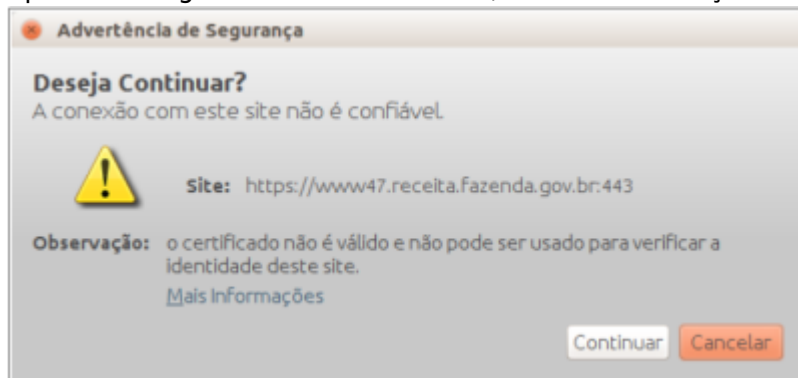 Advertência de Segurança
Deseja Continuar?
A conexão com este site não é confiável.
Site: https://www47.receita.fazenda.gov.br:443
Observação: o certificado não é válido e não pode ser usado para verificar a
identidade deste site.
Mais Informações
Continuar Cancelar